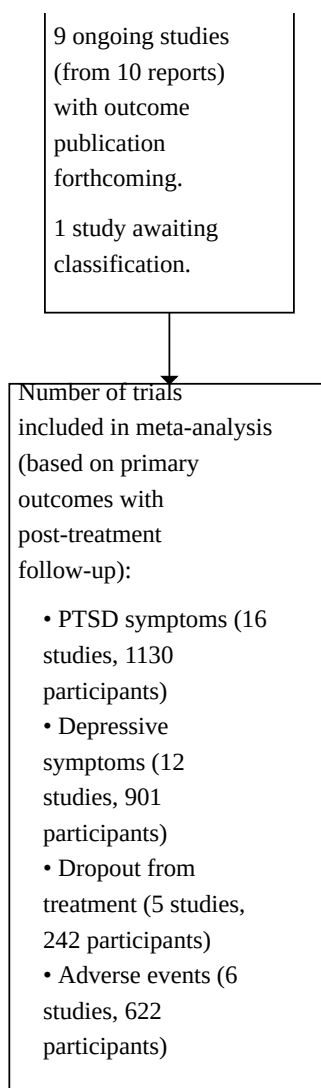 9 ongoing studies
(from 10 reports)
with outcome
publication
forthcoming.
1 study awaiting
classification.
Number of trials
included in meta-analysis
(based on primary
outcomes with
post-treatment
follow-up):
• PTSD symptoms (16
studies, 1130
participants)
• Depressive
symptoms (12
studies, 901
participants)
• Dropout from
treatment (5 studies,
242 participants)
• Adverse events (6
studies, 622
participants)